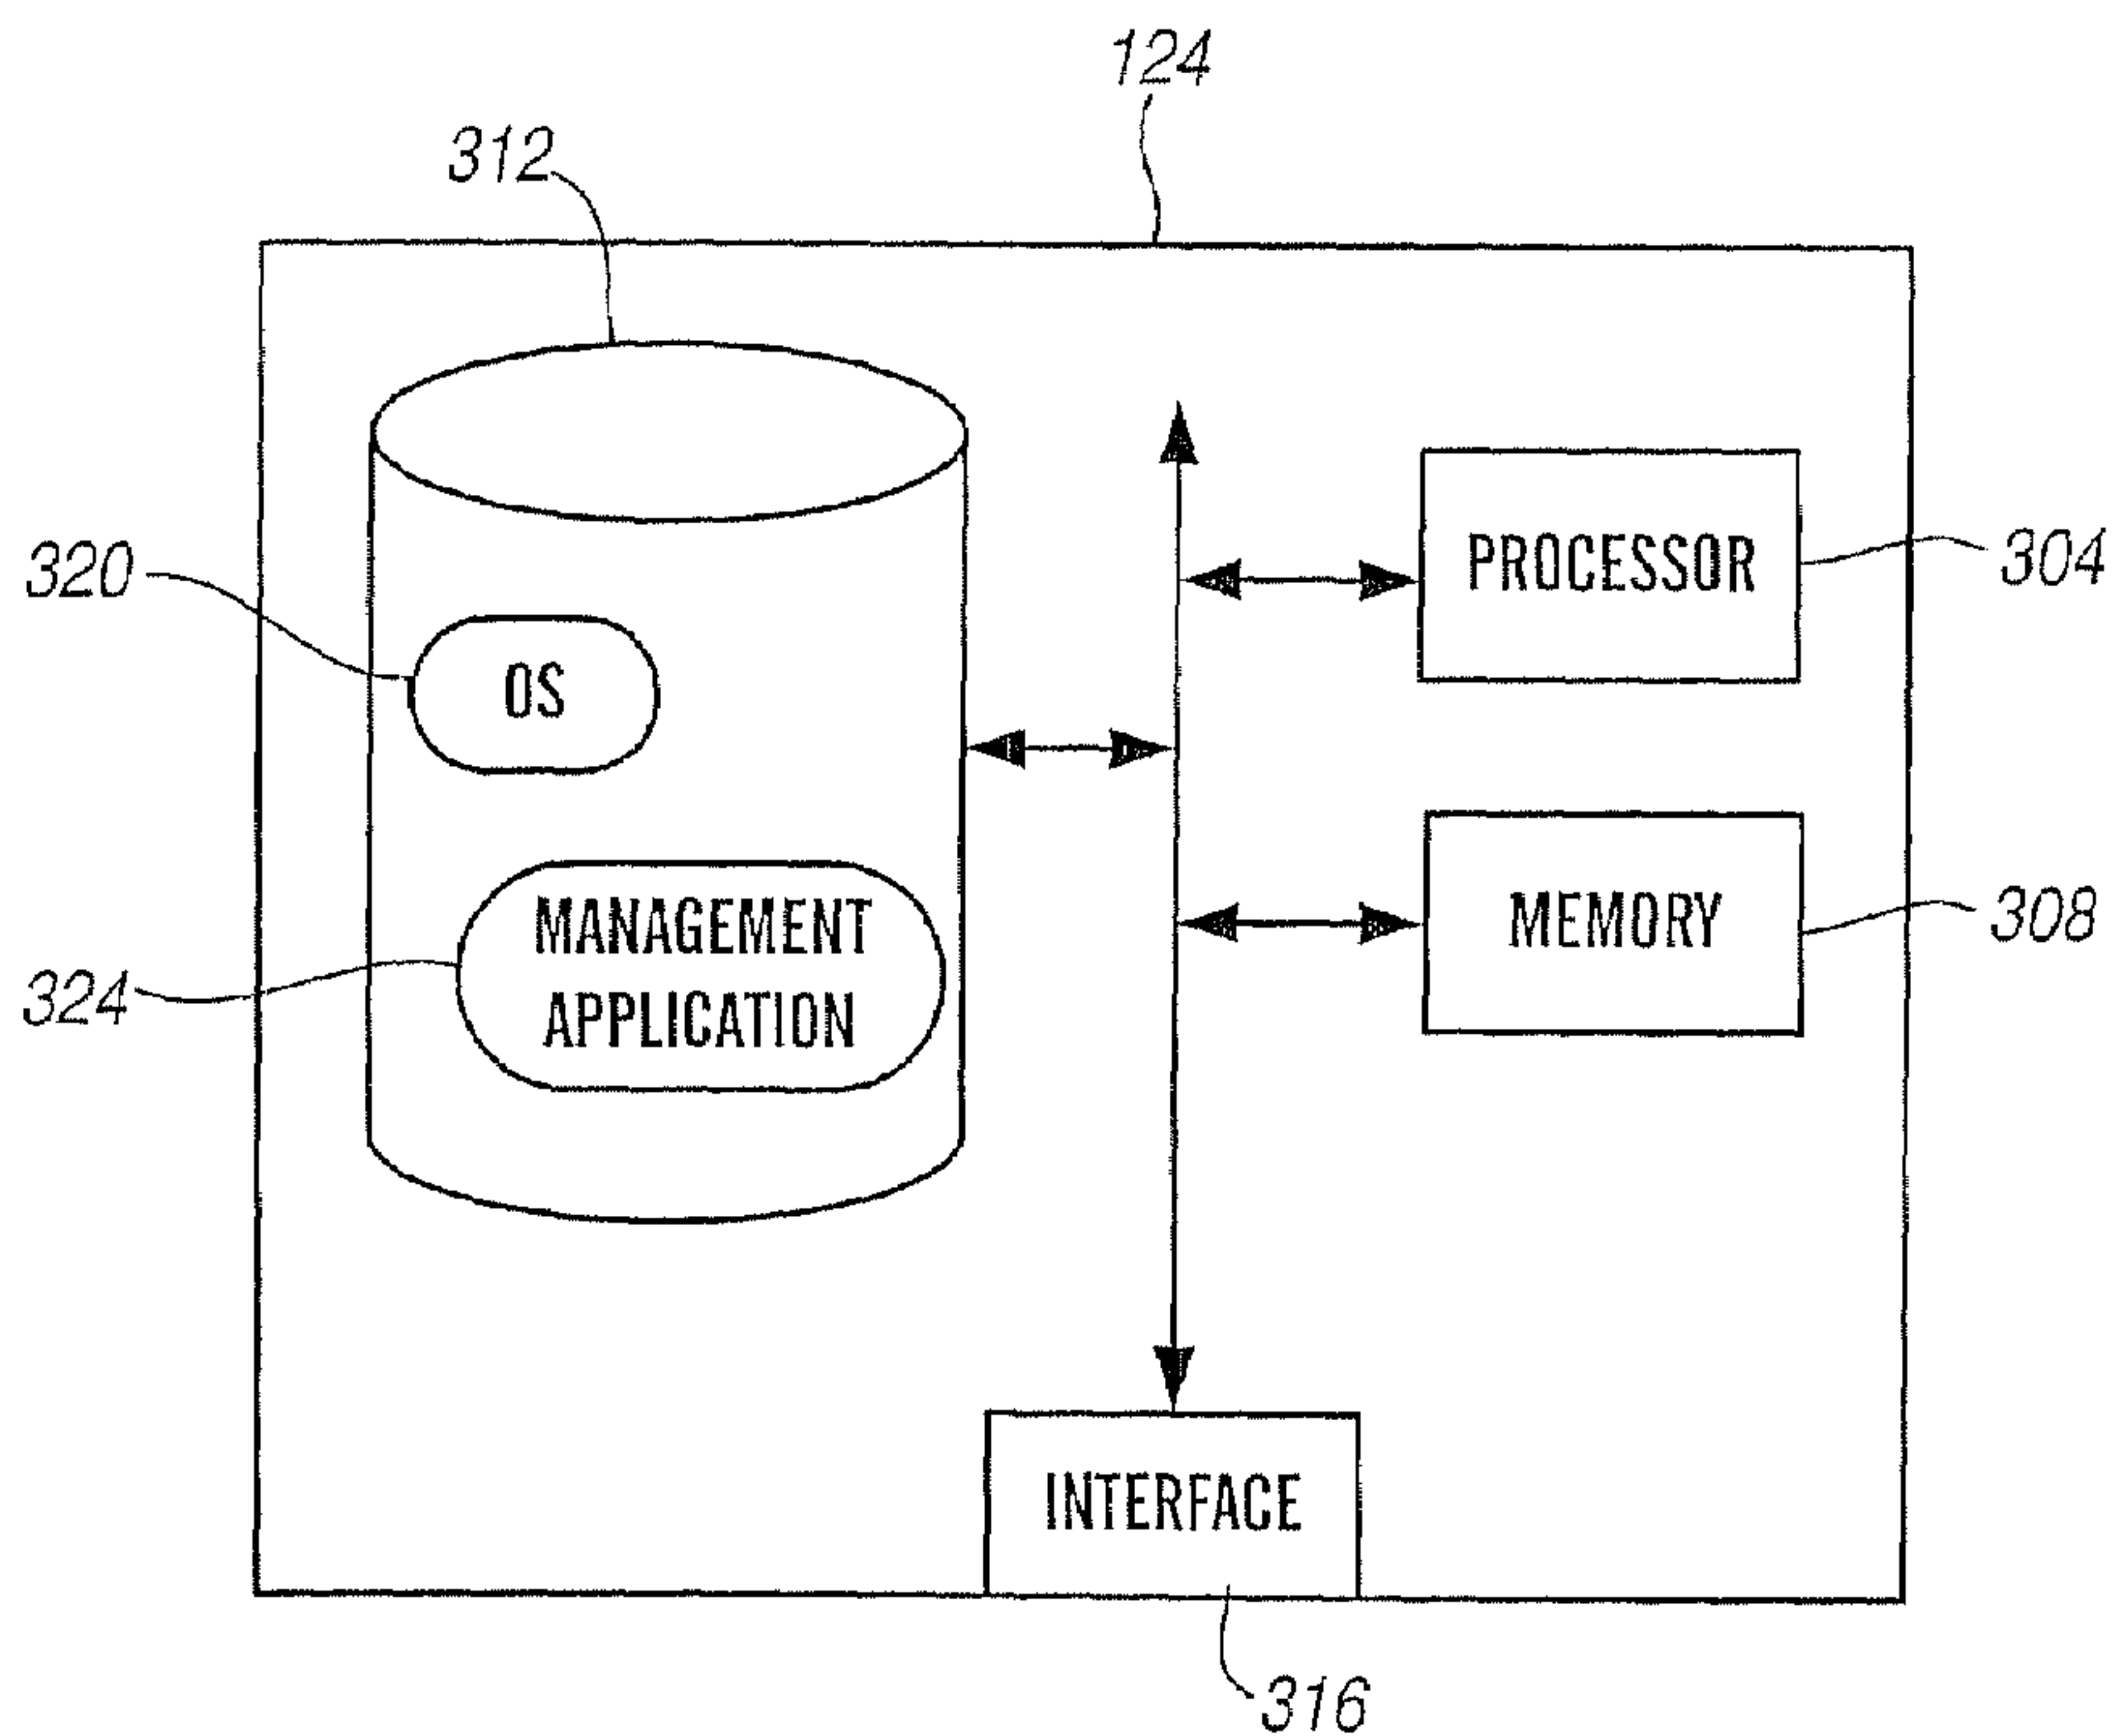 124
312
320
OS
PROCESSOR
304
MANAGEMENT
APPLICATION
324
MEMORY
308
INTERFACE
316